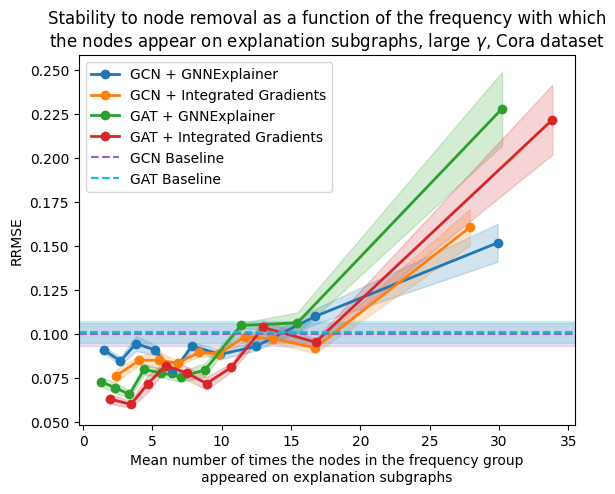 Stability to node removal as a function of the frequency with which
the nodes appear on explanation subgraphs, large γ, Cora dataset
GCN + GNNExplainer
GCN + Integrated Gradients
GAT + GNNExplainer
GAT + Integrated Gradients
GCN Baseline
GAT Baseline
0.250
0.225
0.200
0.175
0.150
0.125
0.100
0.075
0.050
RRMSE
0 5 10 15 20 25 30 35
Mean number of times the nodes in the frequency group
appeared on explanation subgraphs